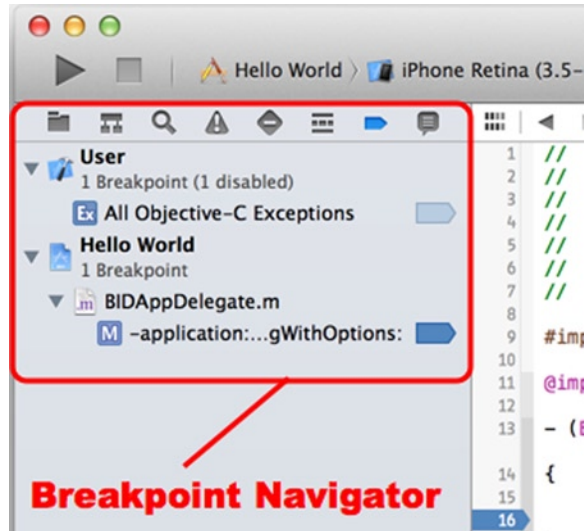 Hello World
iPhone Retina (3.5-
User
1 Breakpoint (1 disabled)
Ex All Objective-C Exceptions
Hello World
1 Breakpoint
m BIDAppDelegate.m
M -application:...gWithOptions:
Breakpoint Navigator
1 //
2 //
3 //
4 //
5 //
6 //
7 //
8
9 #imp
10
11 @imp
12
13 - (
14 {
15
16